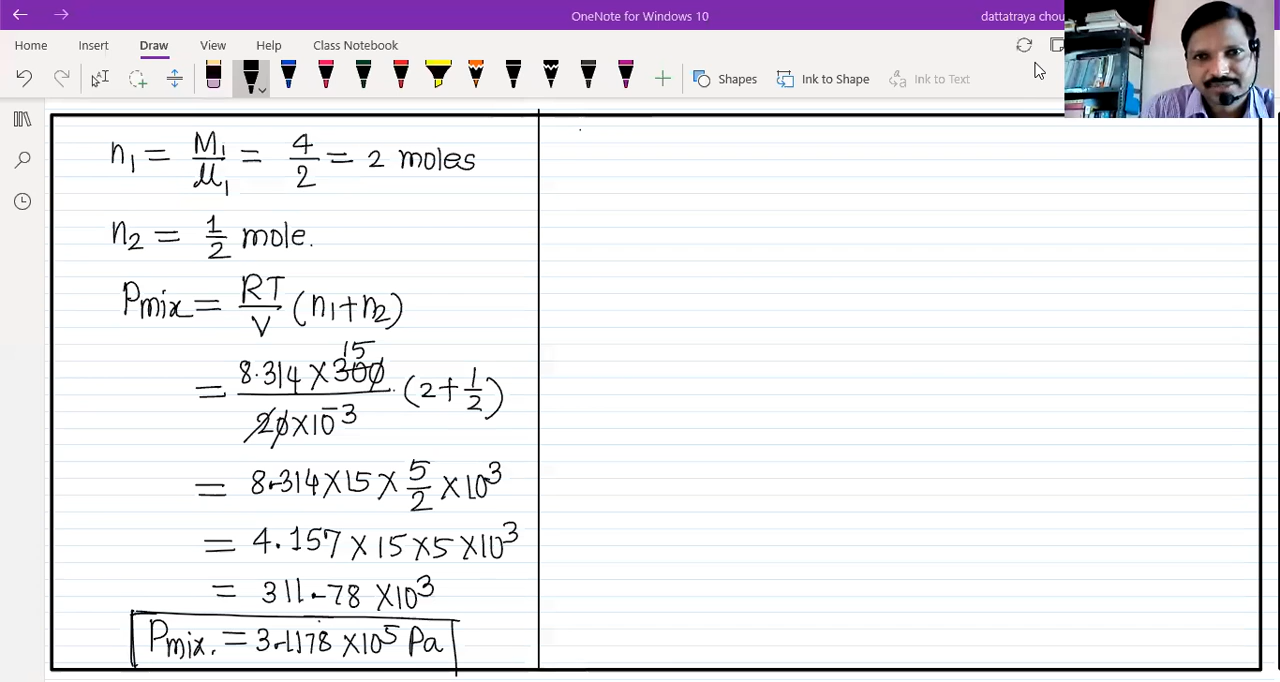 OneNote for Windows 10
dattatraya chou
Home Insert Draw View Help Class Notebook
Shapes Ink to Shape Ink to Text
n₁ = M₁/μ₁ = 4/2 = 2 moles
n₂ = 1/2 mole.
Pmix = RT/V (n₁+n₂)
= 8.314 × 300 15 / 20×10⁻³ (2+1/2)
= 8.314×15×5/2×10³
= 4.157×15×5×10³
= 311.78×10³
Pmix. = 3.1178×10⁵ Pa